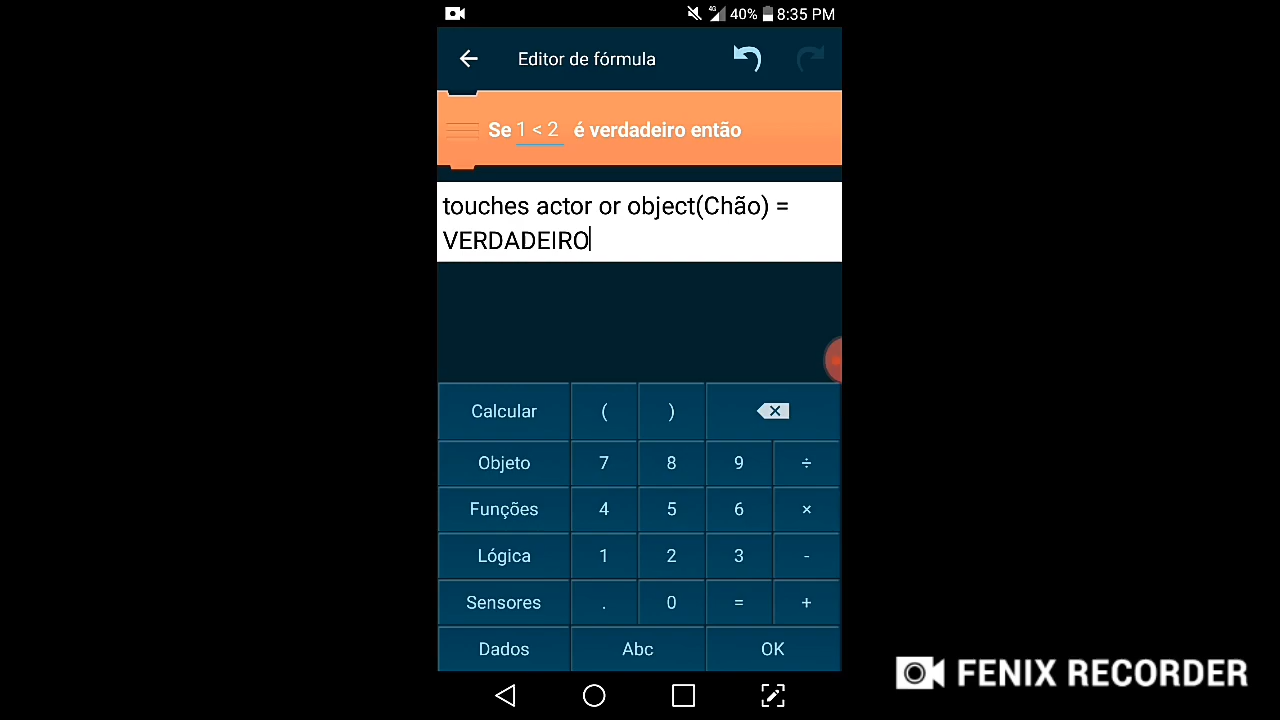 4G 40% 8:35 PM
Editor de fórmula
Se 1 < 2 é verdadeiro então
touches actor or object(Chão) =
VERDADEIRO
Calcular ( )
Objeto 7 8 9 ÷
Funções 4 5 6 ×
Lógica 1 2 3 -
Sensores . 0 = +
Dados Abc OK
FENIX RECORDER